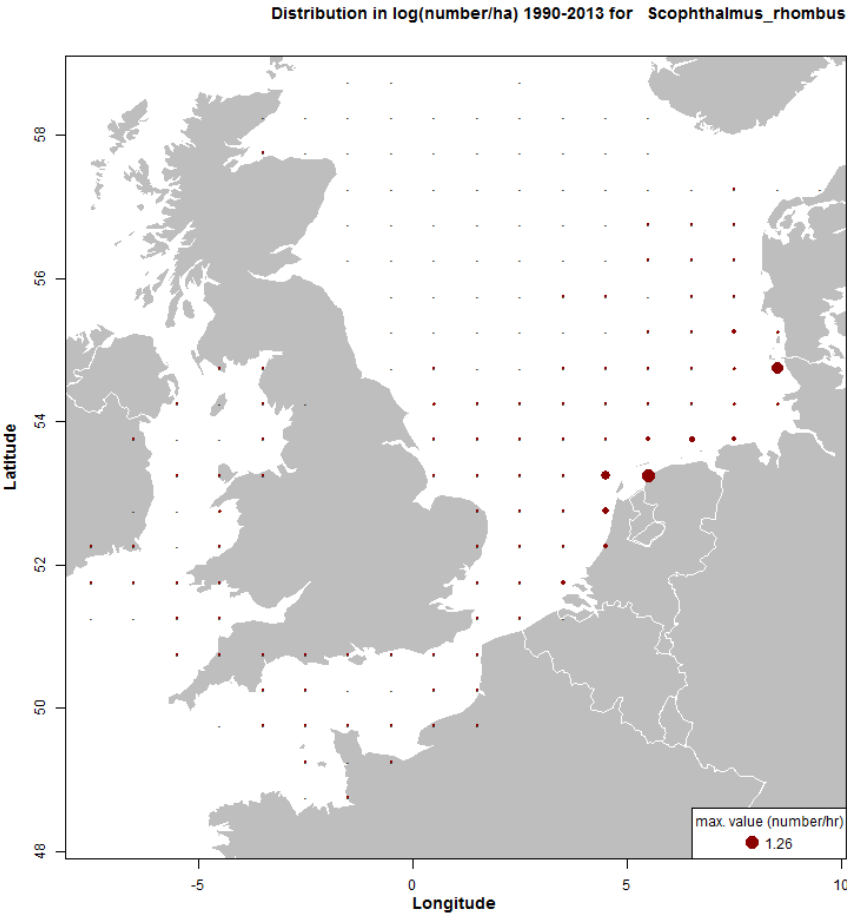 Distribution in log(number/ha) 1990-2013 for Scophthalmus_rhombus
58
56
54
52
50
48
Latitude
-5 0 5 10
Longitude
max. value (number/hr)
1.26